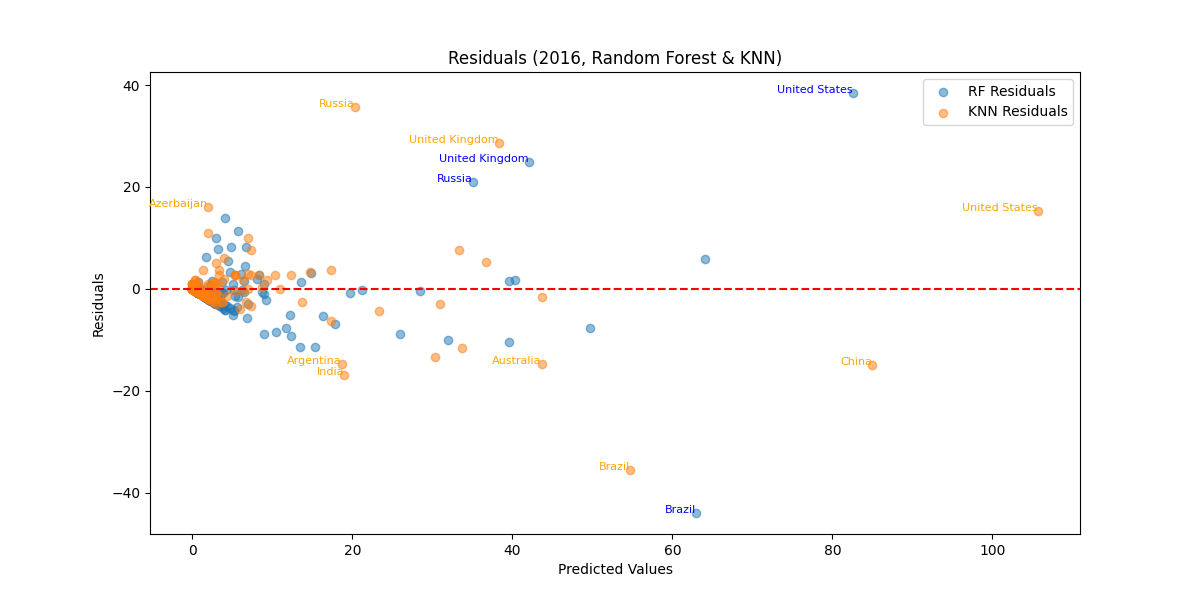 Residuals (2016, Random Forest & KNN)
40
20
0
−20
−40
Residuals
United States
RF Residuals
KNN Residuals
Russia
United Kingdom
United Kingdom
Russia
Azerbaijan
United States
Argentina
India
Australia
China
Brazil
Brazil
0
20
40
60
80
100
Predicted Values